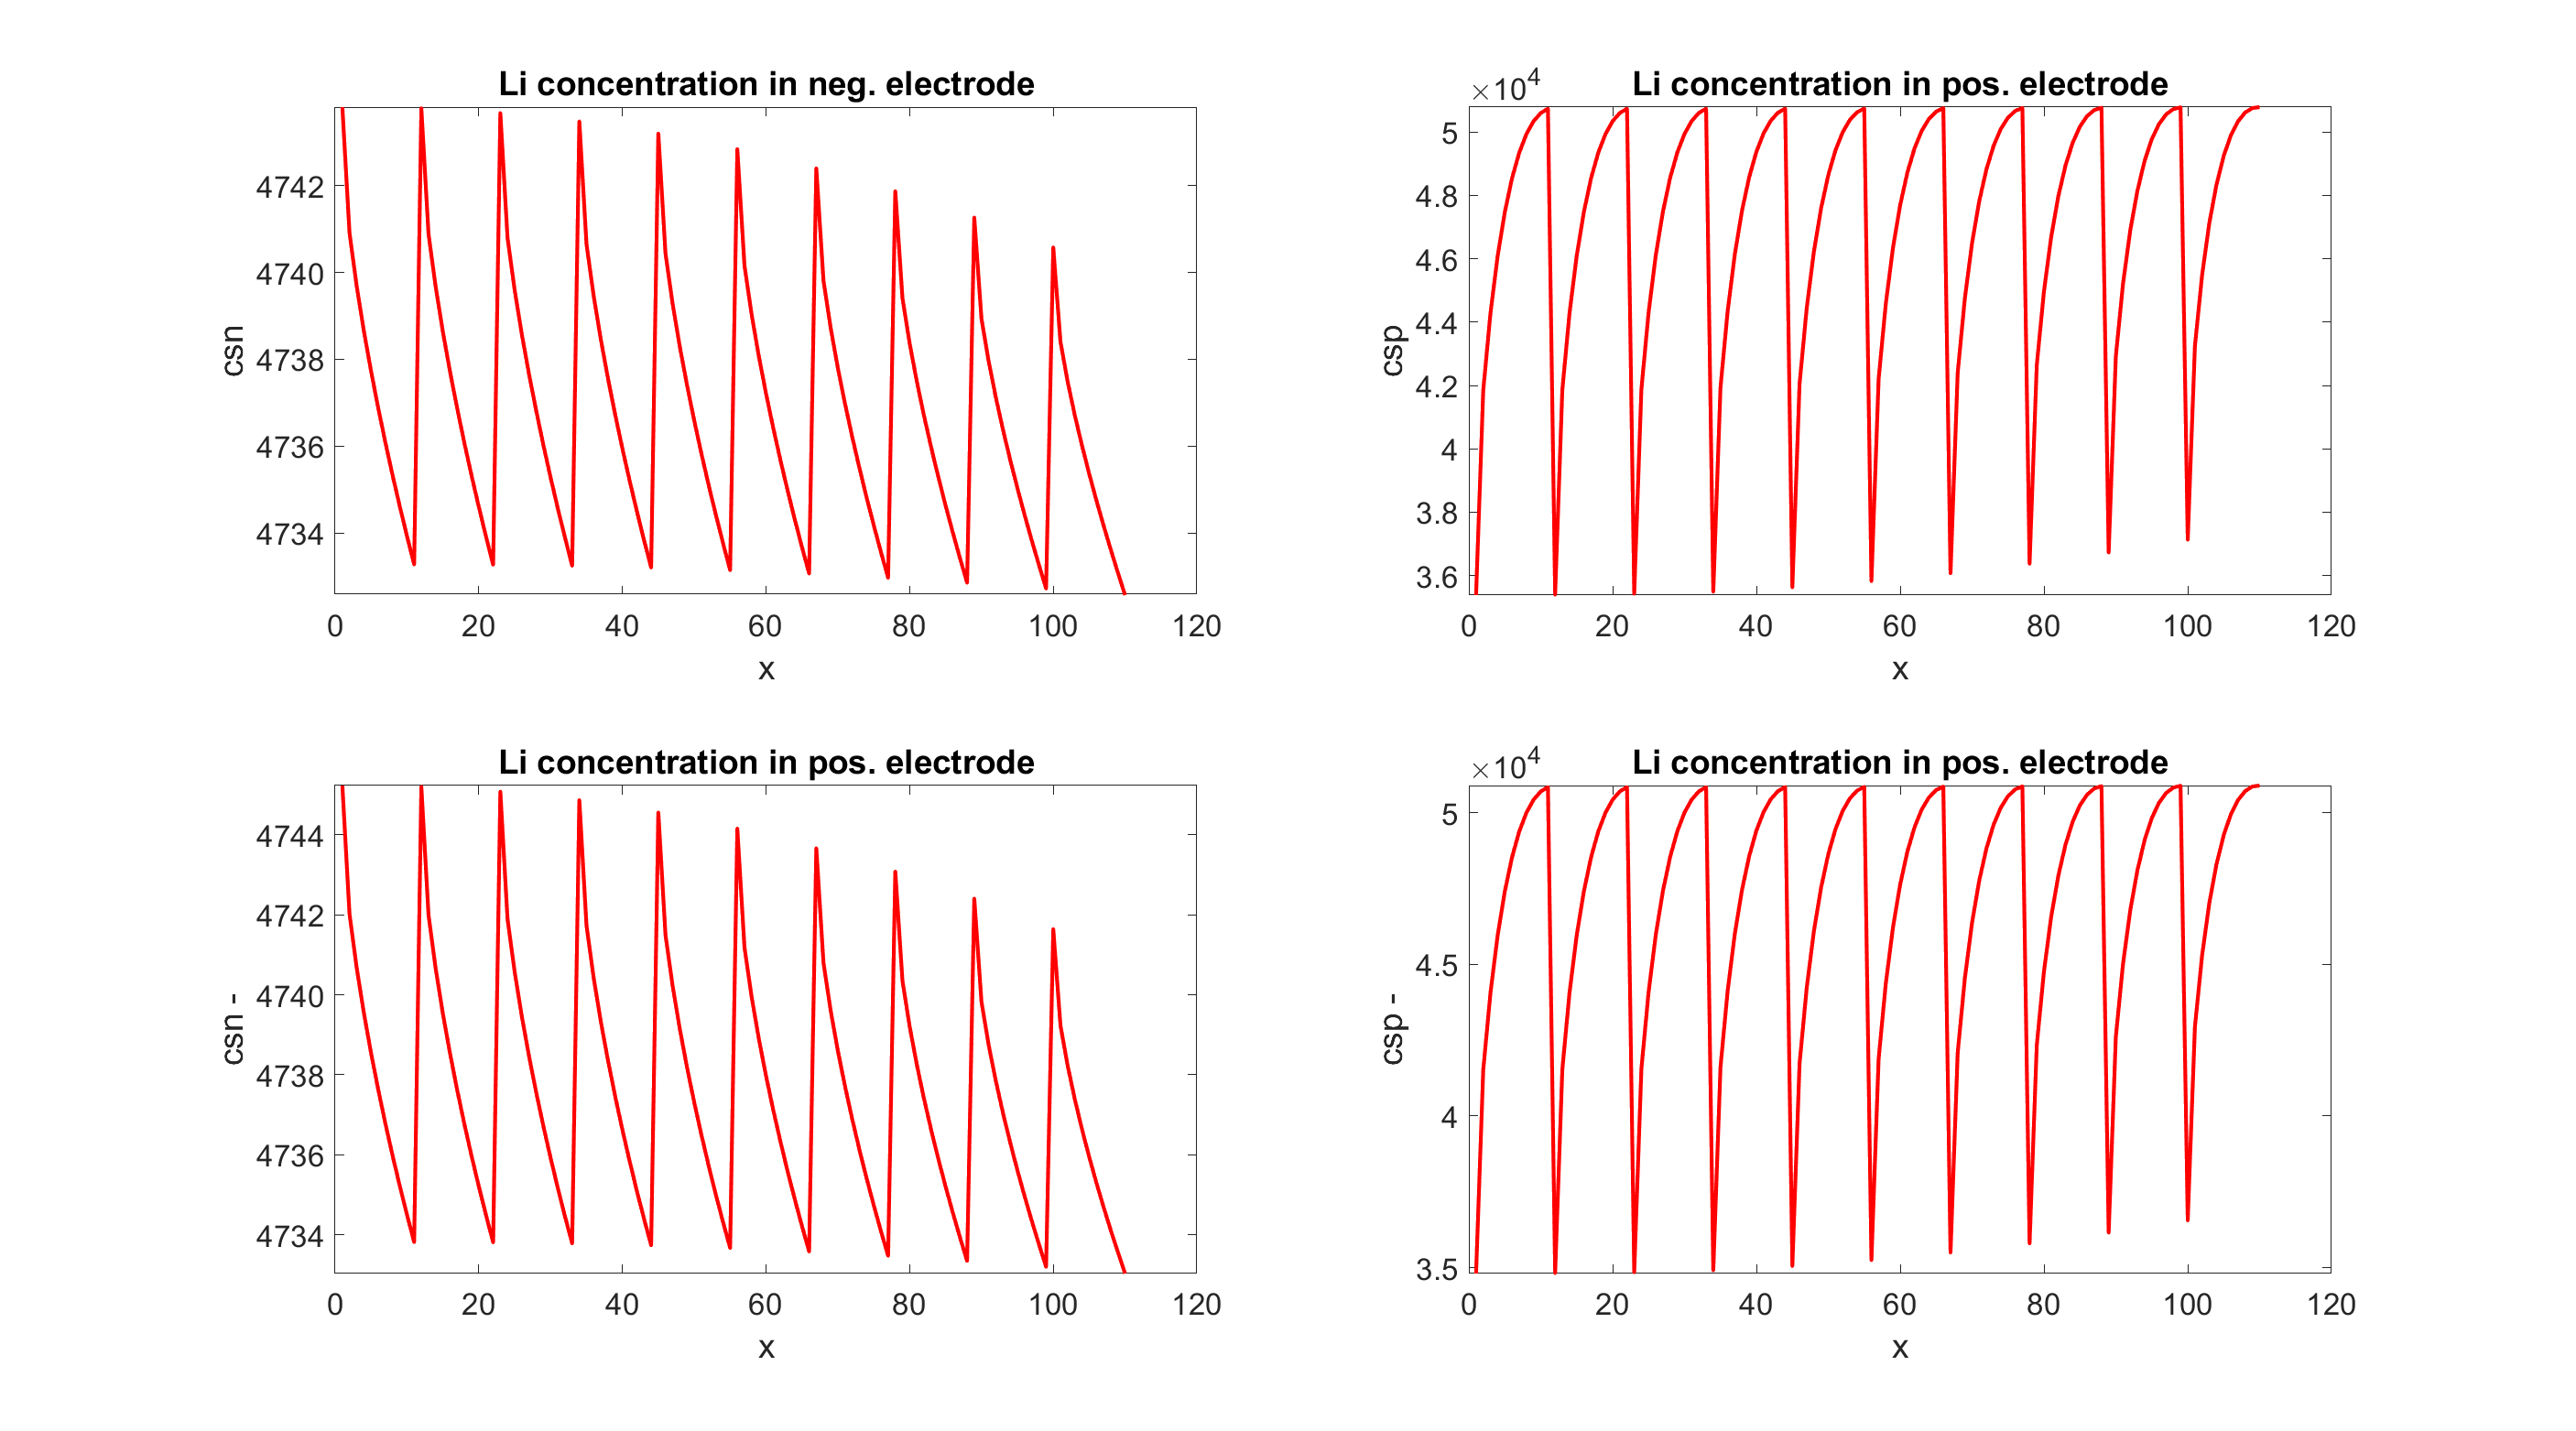 Li concentration in neg. electrode
csn
4742
4740
4738
4736
4734
0 20 40 60 80 100 120
x
Li concentration in pos. electrode
×10^4
csp
5
4.8
4.6
4.4
4.2
4
3.8
3.6
0 20 40 60 80 100 120
x
Li concentration in pos. electrode
csn -
4744
4742
4740
4738
4736
4734
0 20 40 60 80 100 120
x
Li concentration in pos. electrode
×10^4
csp -
5
4.5
4
3.5
0 20 40 60 80 100 120
x